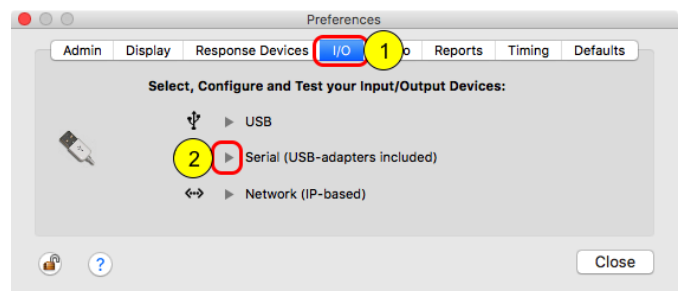 Preferences
Admin Display Response Devices I/O 1 o Reports Timing Defaults
Select, Configure and Test your Input/Output Devices:
USB
2 Serial (USB-adapters included)
Network (IP-based)
? Close